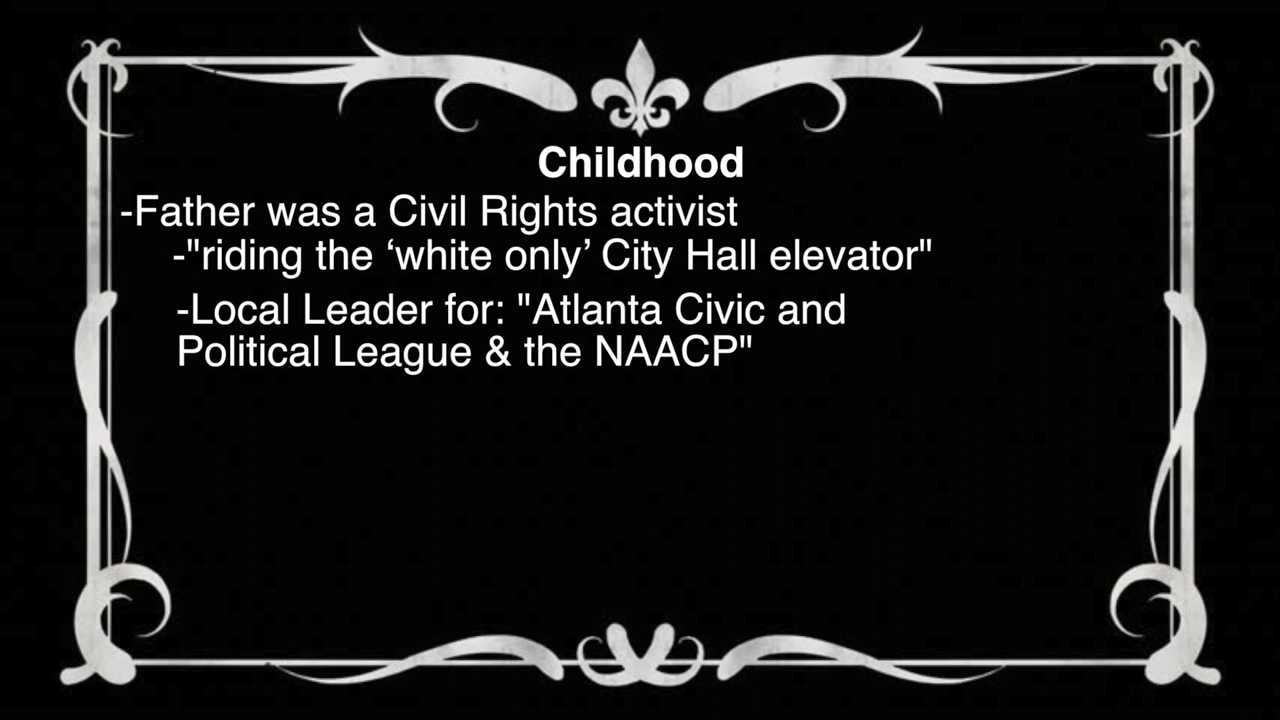 Childhood
-Father was a Civil Rights activist
-"riding the ‘white only’ City Hall elevator"
-Local Leader for: "Atlanta Civic and
Political League & the NAACP"